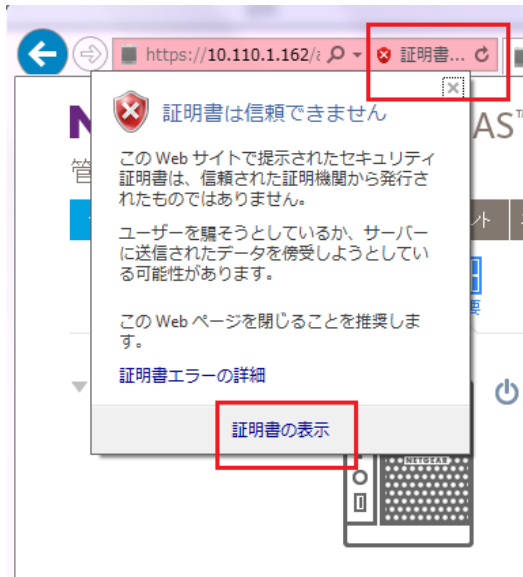 https://10.110.1.162/a
証明書...
証明書は信頼できません
AS™
管
この Web サイトで提示されたセキュリティ
証明書は、信頼された証明機関から発行さ
れたものではありません。
ユーザーを騙そうとしているか、サーバー
に送信されたデータを傍受しようとしてい
る可能性があります。
ント
要
この Web ページを閉じることを推奨しま
す。
証明書エラーの詳細
証明書の表示
NETGEAR